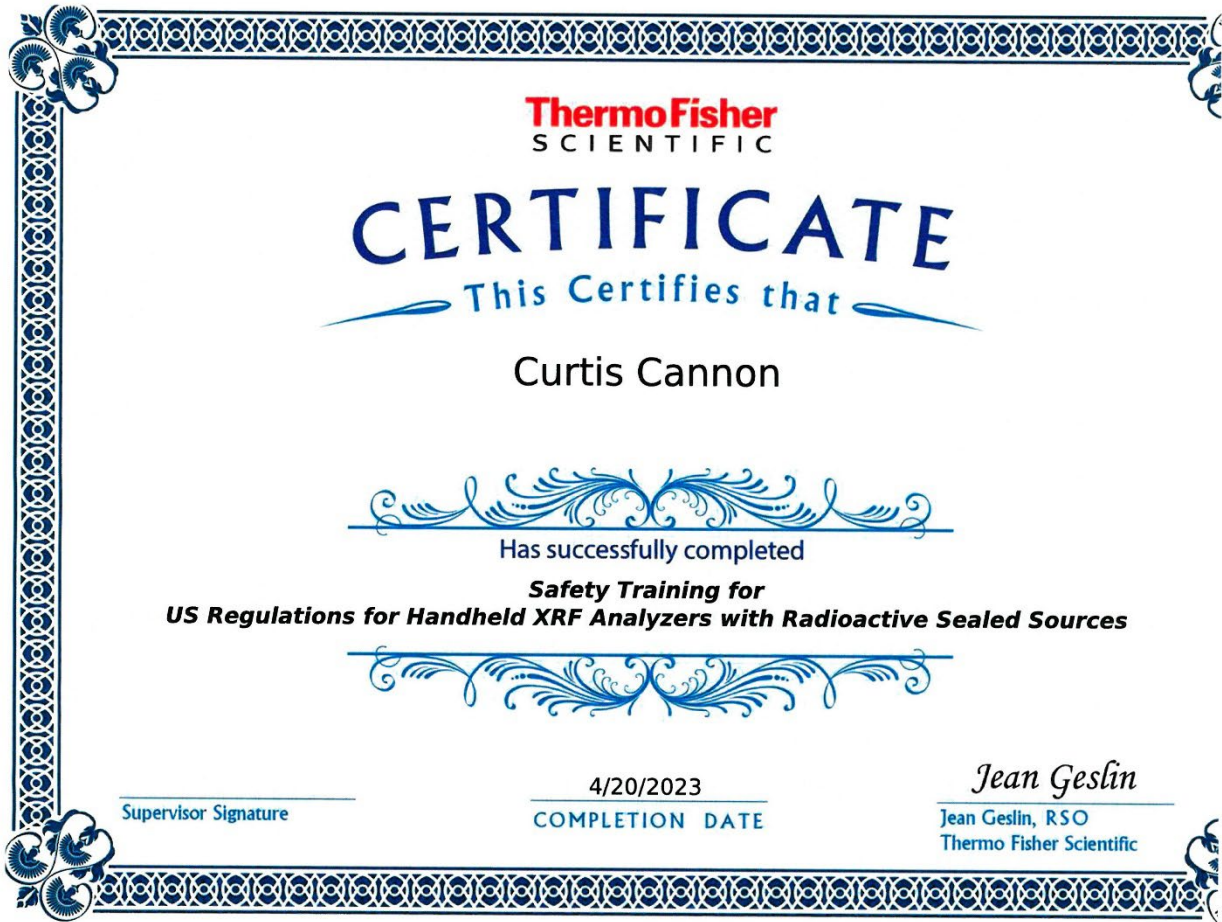 ThermoFisher
SCIENTIFIC
CERTIFICATE
This Certifies that
Curtis Cannon
Has successfully completed
Safety Training for
US Regulations for Handheld XRF Analyzers with Radioactive Sealed Sources
Supervisor Signature
4/20/2023
COMPLETION DATE
Jean Geslin
Jean Geslin, RSO
Thermo Fisher Scientific